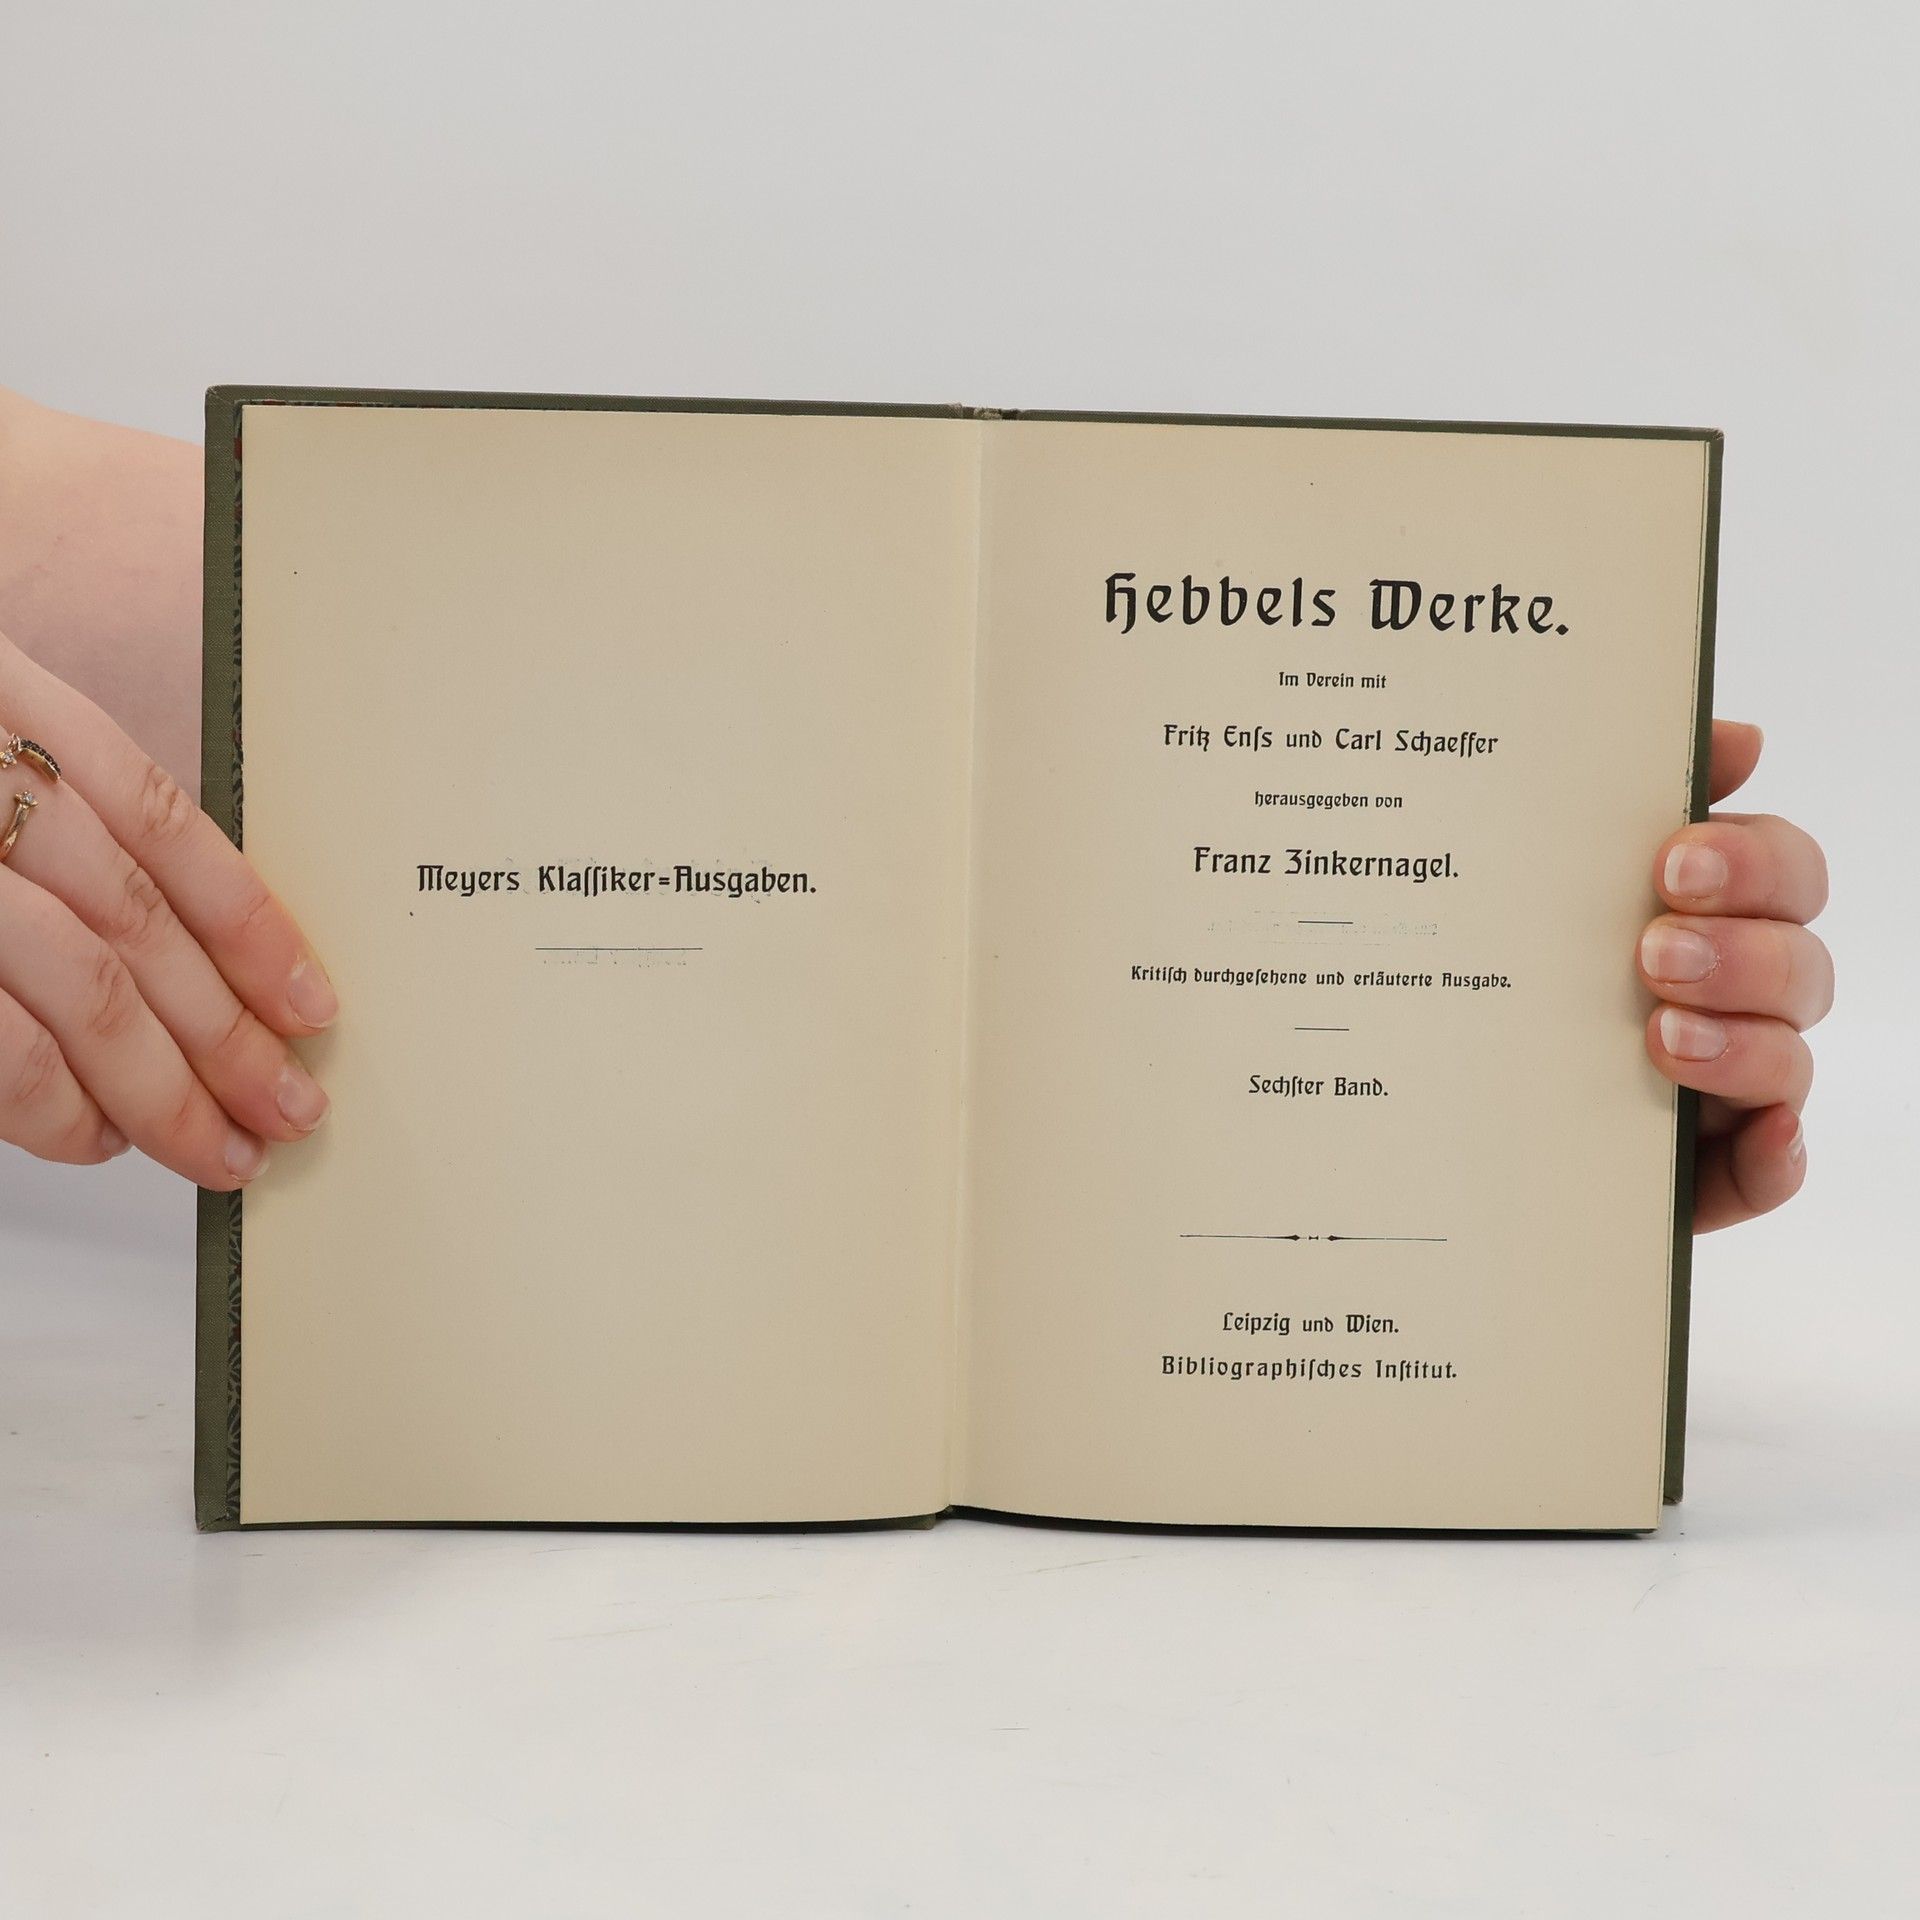 Meyers Klaſſiker=Ausgaben.
Hebbels Werke.
Im Verein mit
Fritz Enſs und Carl Schaeffer
herausgegeben von
Franz Zinkernagel.
Kritiſch durchgeſehene und erläuterte Ausgabe.
Sechſter Band.
Leipzig und Wien.
Bibliographiſches Inſtitut.